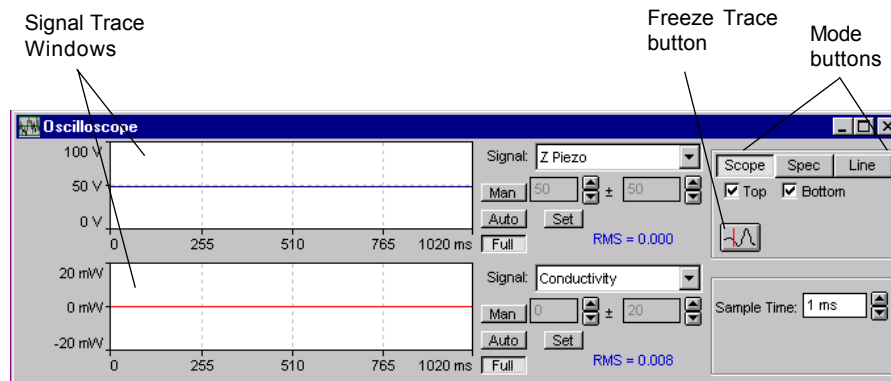 Signal Trace
Windows
Freeze Trace
button
Mode
buttons
Oscilloscope
100 V
50 V
0 V
0 255 510 765 1020 ms
Signal: Z Piezo
Man 50 ± 50
Auto Set
Full RMS = 0.000
Scope Spec Line
Top Bottom
20 mW
0 mW
-20 mW
0 255 510 765 1020 ms
Signal: Conductivity
Man 0 ± 20
Auto Set
Full RMS = 0.008
Sample Time: 1 ms